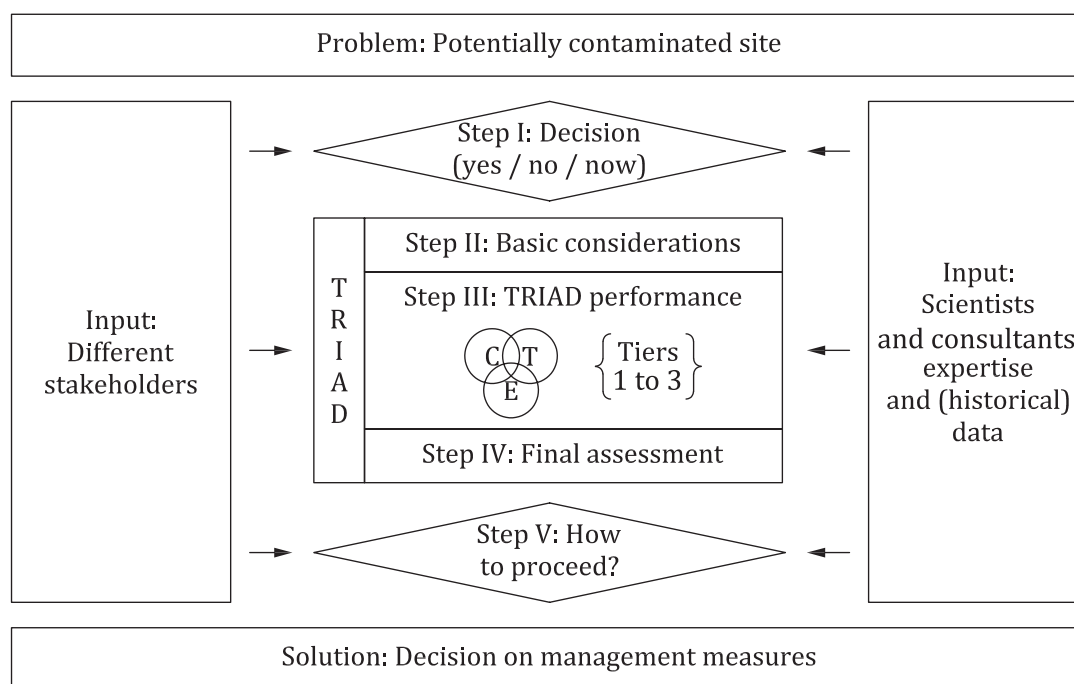 Problem: Potentially contaminated site
Step I: Decision
(yes / no / now)
Input:
Different
stakeholders
T
R
I
A
D
Step II: Basic considerations
Step III: TRIAD performance
C T
E
Tiers
1 to 3
Step IV: Final assessment
Input:
Scientists
and consultants
expertise
and (historical)
data
Step V: How
to proceed?
Solution: Decision on management measures